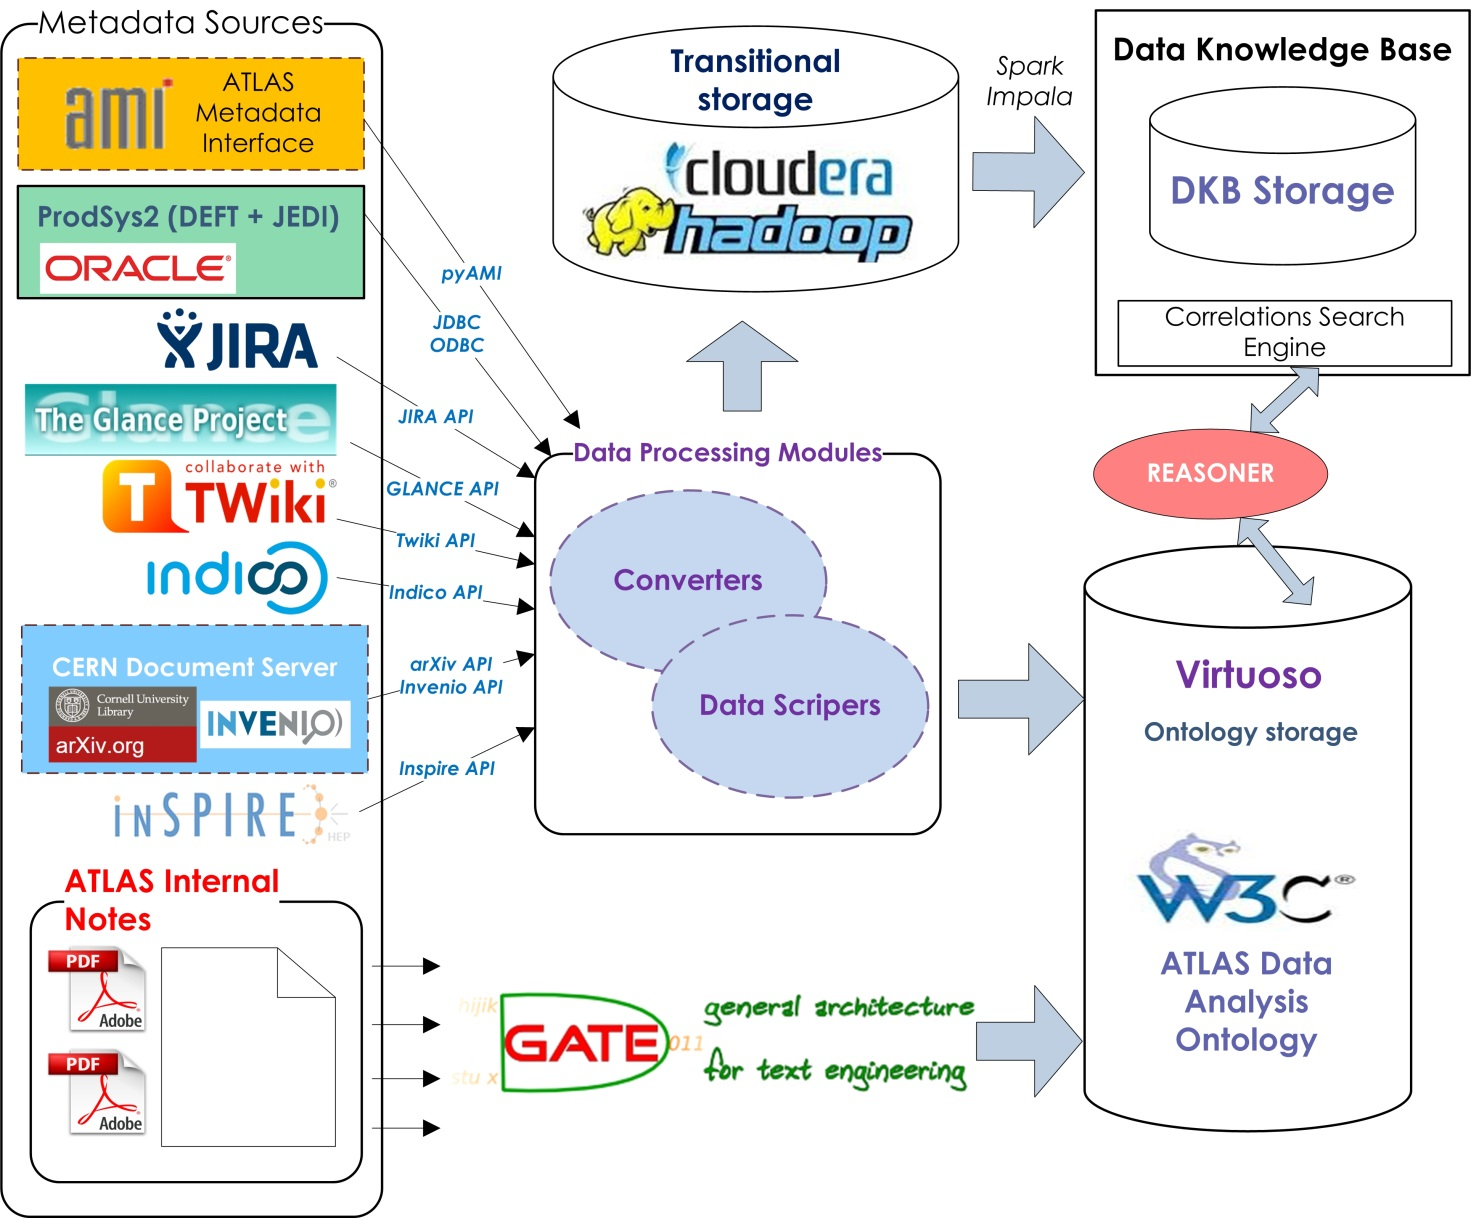 Metadata Sources
ami
ATLAS
Metadata
Interface
ProdSys2 (DEFT + JEDI)
ORACLE®
JIRA
The Glance Project
collaborate with
T TWiki®
indico
CERN Document Server
Cornell University
Library
arXiv.org
INVENIO
inSPIRE
HEP
ATLAS Internal
Notes
PDF
Adobe
PDF
Adobe
pyAMI
JDBC
ODBC
JIRA API
GLANCE API
Twiki API
Indico API
arXiv API
Invenio API
Inspire API
Transitional
storage
cloudera
hadoop
Spark
Impala
Data Knowledge Base
DKB Storage
Correlations Search
Engine
REASONER
Data Processing Modules
Converters
Data Scripers
Virtuoso
Ontology storage
W3C®
ATLAS Data
Analysis
Ontology
hijik
GATE
011
stu x
general architecture
for text engineering